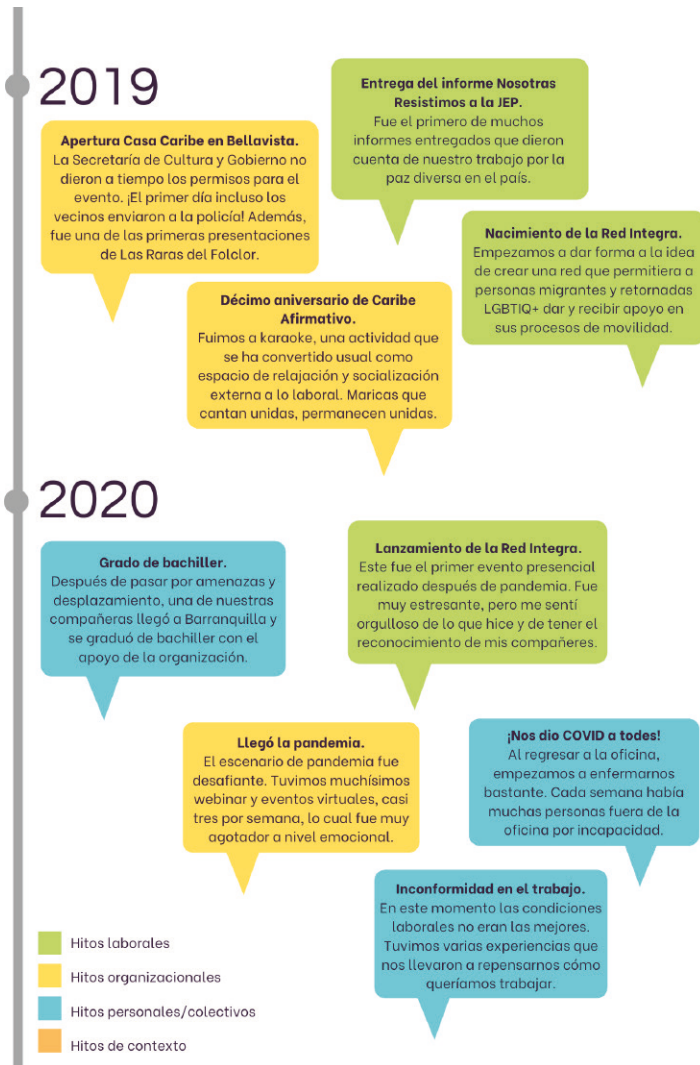 2019
Entrega del informe Nosotras
Resistimos a la JEP.
Fue el primero de muchos
informes entregados que dieron
cuenta de nuestro trabajo por la
paz diversa en el país.
Apertura Casa Caribe en Bellavista.
La Secretaría de Cultura y Gobierno no
dieron a tiempo los permisos para el
evento. ¡El primer día incluso los
vecinos enviaron a la policía! Además,
fue una de las primeras presentaciones
de Las Raras del Folclor.
Nacimiento de la Red Integra.
Empezamos a dar forma a la idea
de crear una red que permitiera a
personas migrantes y retornadas
LGBTIQ+ dar y recibir apoyo en
sus procesos de movilidad.
Décimo aniversario de Caribe
Afirmativo.
Fuimos a karaoke, una actividad que
se ha convertido usual como
espacio de relajación y socialización
externa a lo laboral. Maricas que
cantan unidas, permanecen unidas.
2020
Grado de bachiller.
Después de pasar por amenazas y
desplazamiento, una de nuestras
compañeras llegó a Barranquilla y
se graduó de bachiller con el
apoyo de la organización.
Lanzamiento de la Red Integra.
Este fue el primer evento presencial
realizado después de pandemia. Fue
muy estresante, pero me sentí
orgulloso de lo que hice y de tener el
reconocimiento de mis compañeres.
Llegó la pandemia.
El escenario de pandemia fue
desafiante. Tuvimos muchísimos
webinar y eventos virtuales, casi
tres por semana, lo cual fue muy
agotador a nivel emocional.
¡Nos dio COVID a todes!
Al regresar a la oficina,
empezamos a enfermarnos
bastante. Cada semana había
muchas personas fuera de la
oficina por incapacidad.
Inconformidad en el trabajo.
En este momento las condiciones
laborales no eran las mejores.
Tuvimos varias experiencias que
nos llevaron a repensarnos cómo
queríamos trabajar.
Hitos laborales
Hitos organizacionales
Hitos personales/colectivos
Hitos de contexto